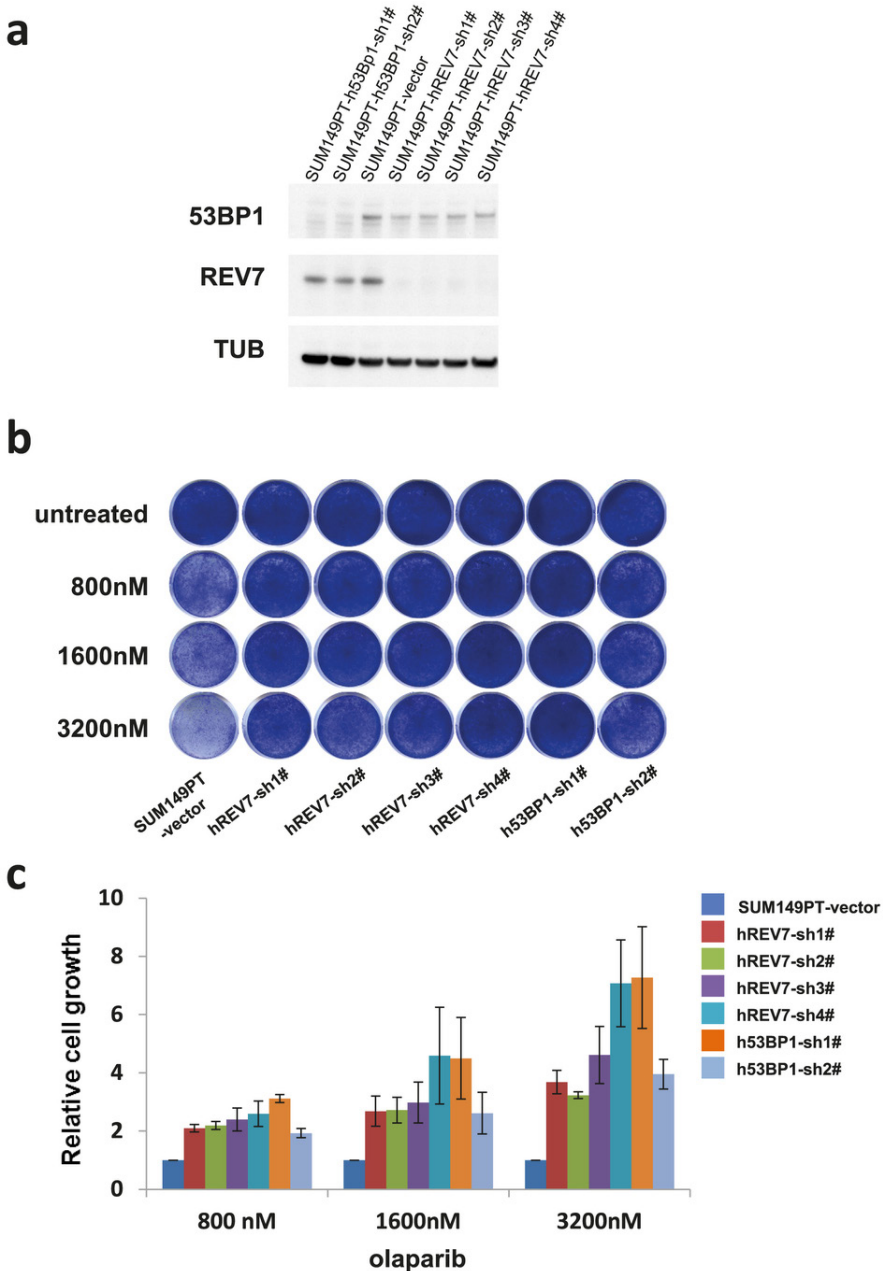 a
SUM149PT-h53Bp1-sh1#
SUM149PT-h53BP1-sh2#
SUM149PT-vector
SUM149PT-hREV7-sh1#
SUM149PT-hREV7-sh2#
SUM149PT-hREV7-sh3#
SUM149PT-hREV7-sh4#
53BP1
REV7
TUB
b
untreated
800nM
1600nM
3200nM
SUM149PT
-vector
hREV7-sh1#
hREV7-sh2#
hREV7-sh3#
hREV7-sh4#
h53BP1-sh1#
h53BP1-sh2#
c
Relative cell growth
10
8
6
4
2
0
800 nM
1600nM
3200nM
olaparib
SUM149PT-vector
hREV7-sh1#
hREV7-sh2#
hREV7-sh3#
hREV7-sh4#
h53BP1-sh1#
h53BP1-sh2#